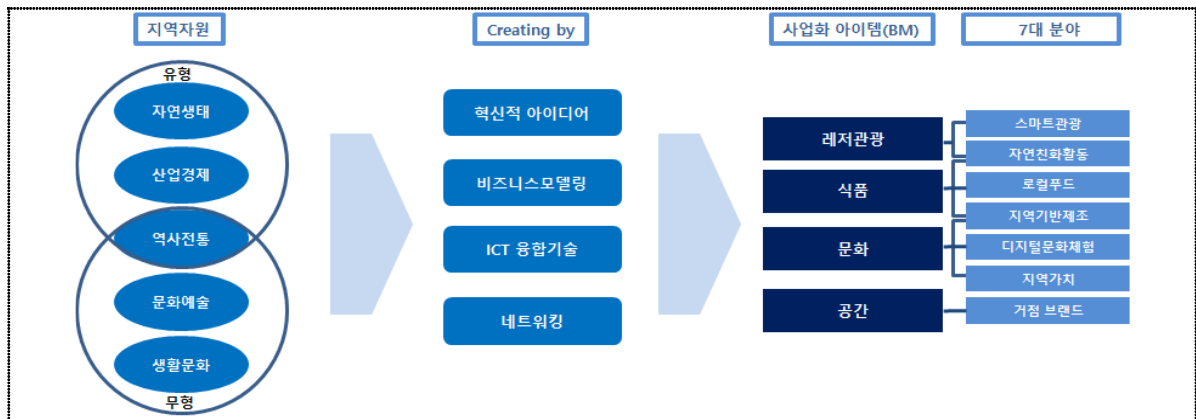 지역자원
유형
자연생태
산업경제
역사전통
문화예술
생활문화
무형
Creating by
혁신적 아이디어
비즈니스모델링
ICT 융합기술
네트워킹
사업화 아이템(BM)
레저관광
식품
문화
공간
7대 분야
스마트관광
자연친화활동
로컬푸드
지역기반제조
디지털문화체험
지역가치
거점 브랜드